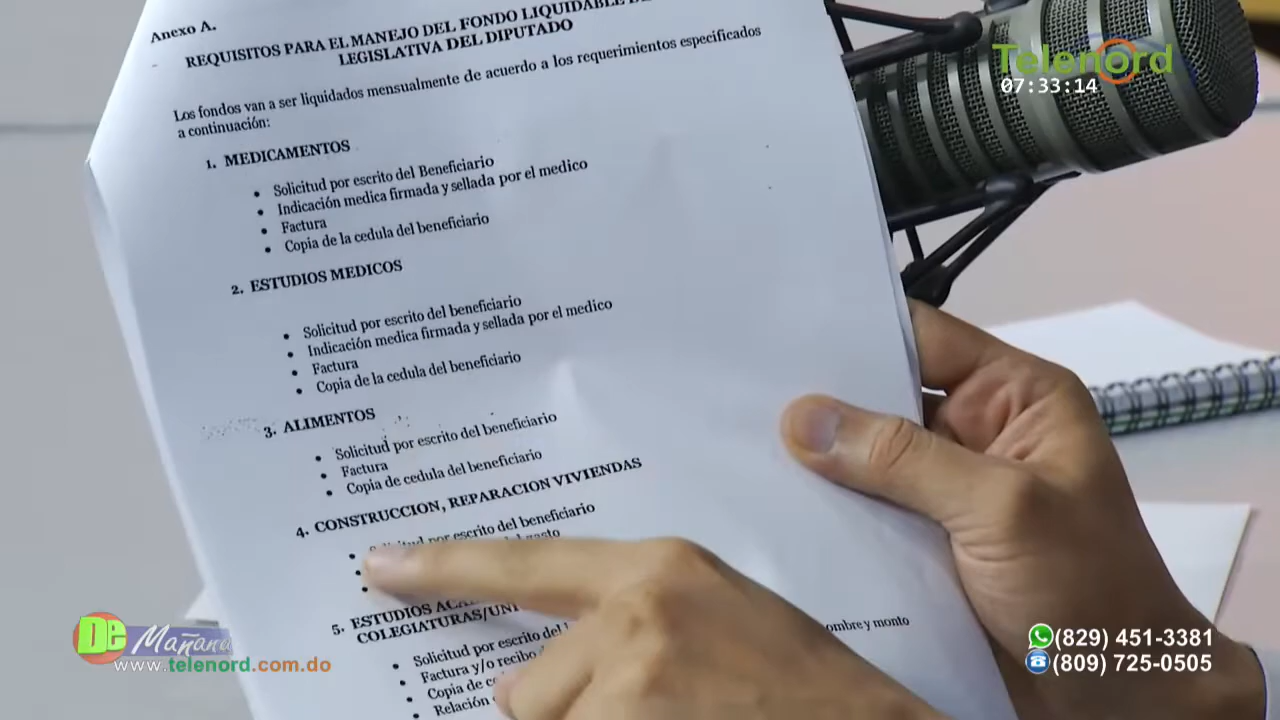 Anexo A.
REQUISITOS PARA EL MANEJO DEL FONDO LIQUIDABLE
LEGISLATIVA DEL DIPUTADO
Los fondos van a ser liquidados mensualmente de acuerdo a los requerimientos especificados
a continuación:
1. MEDICAMENTOS
• Solicitud por escrito del Beneficiario
• Indicación medica firmada y sellada por el medico
• Factura
• Copia de la cedula del beneficiario
2. ESTUDIOS MEDICOS
• Solicitud por escrito del beneficiario
• Indicación medica firmada y sellada por el medico
• Factura
• Copia de la cedula del beneficiario
3. ALIMENTOS
• Solicitud por escrito del beneficiario
• Factura
• Copia de cedula del beneficiario
4. CONSTRUCCION, REPARACION VIVIENDAS
• Solicitud por escrito del beneficiario
• del gasto
•
5. ESTUDIOS
COLEGIATURAS/
• Solicitud por escrito del
• Factura y/o recibo
• Copia de
• Relación
nombre y monto
Telenord
07:33:14
De Mañana
www.telenord.com.do
(829) 451-3381
(809) 725-0505